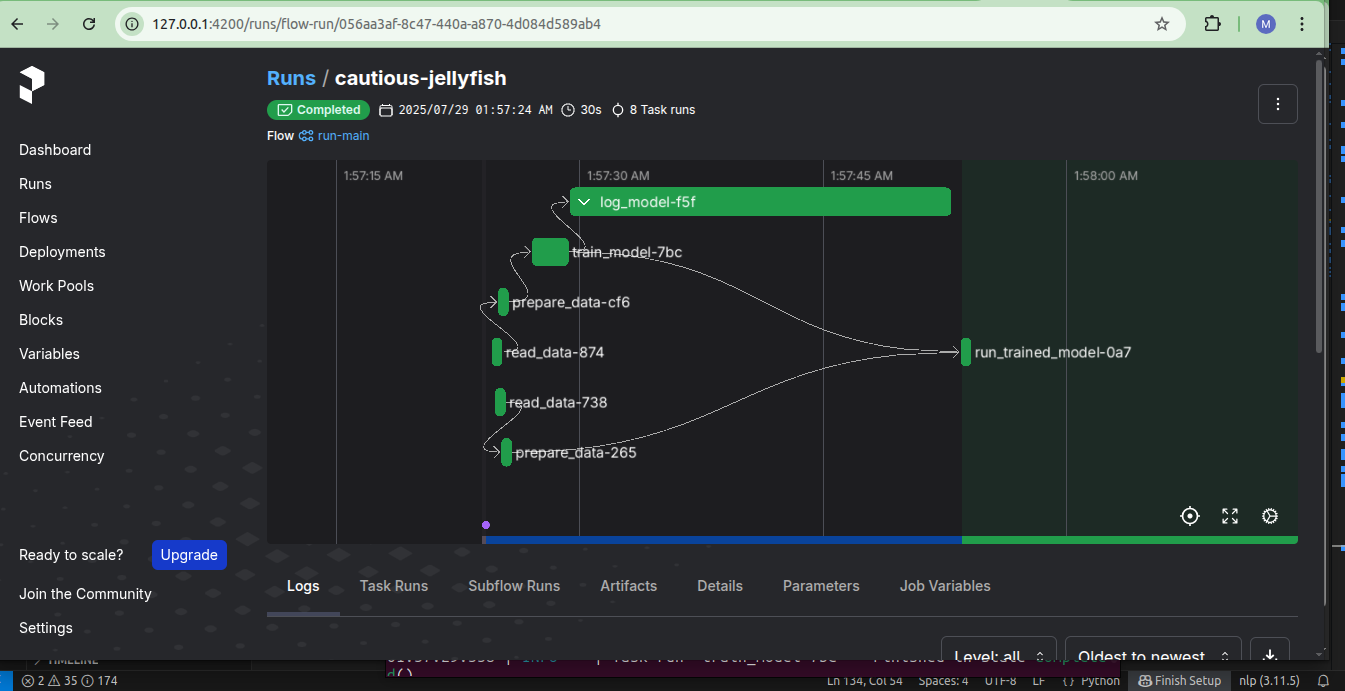 127.0.0.1:4200/runs/flow-run/056aa3af-8c47-440a-a870-4d084d589ab4
M
Runs / cautious-jellyfish
Completed 2025/07/29 01:57:24 AM 30s 8 Task runs
Flow run-main
Dashboard
Runs
Flows
Deployments
Work Pools
Blocks
Variables
Automations
Event Feed
Concurrency
Ready to scale? Upgrade
Join the Community
Settings
1:57:15 AM 1:57:30 AM 1:57:45 AM 1:58:00 AM
log_model-f5f
train_model-7bc
prepare_data-cf6
read_data-874
run_trained_model-0a7
read_data-738
prepare_data-265
Logs Task Runs Subflow Runs Artifacts Details Parameters Job Variables
Level: all Oldest to newest
TIMELINE
d()
2 35 174 Ln 134, Col 54 Spaces: 4 UTF-8 LF {} Python Finish Setup nlp (3.11.5)